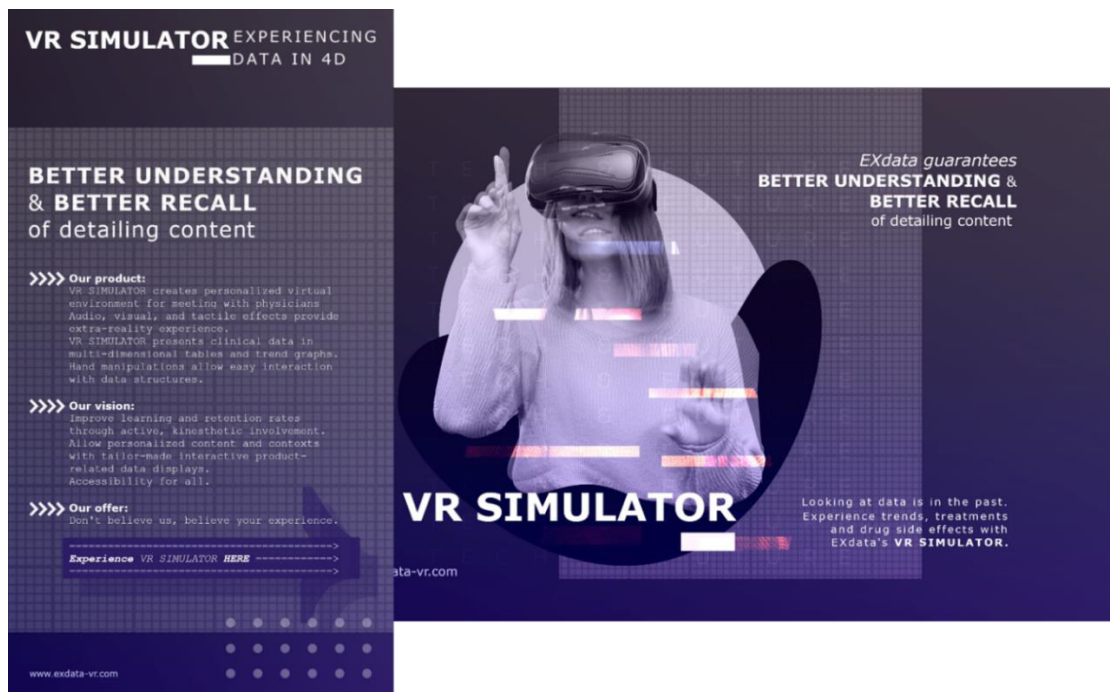 VR SIMULATOR EXPERIENCING
DATA IN 4D
BETTER UNDERSTANDING
& BETTER RECALL
of detailing content
Our product:
VR SIMULATOR creates personalized virtual
environment for meeting with physicians
Audio, visual, and tactile effects provide
extra-reality experience.
VR SIMULATOR presents clinical data in
multi-dimensional tables and trend graphs.
Hand manipulations allow easy interaction
with data structures.
Our vision:
Improve learning and retention rates
through active, kinesthetic involvement.
Allow personalized content and contexts
with tailor-made interactive product-
related data displays.
Accessibility for all.
Our offer:
Don't believe us, believe your experience.
Experience VR SIMULATOR HERE
www.exdata-vr.com
EXdata guarantees
BETTER UNDERSTANDING &
BETTER RECALL
of detailing content
VR SIMULATOR
Looking at data is in the past.
Experience trends, treatments
and drug side effects with
EXdata's VR SIMULATOR.
ata-vr.com